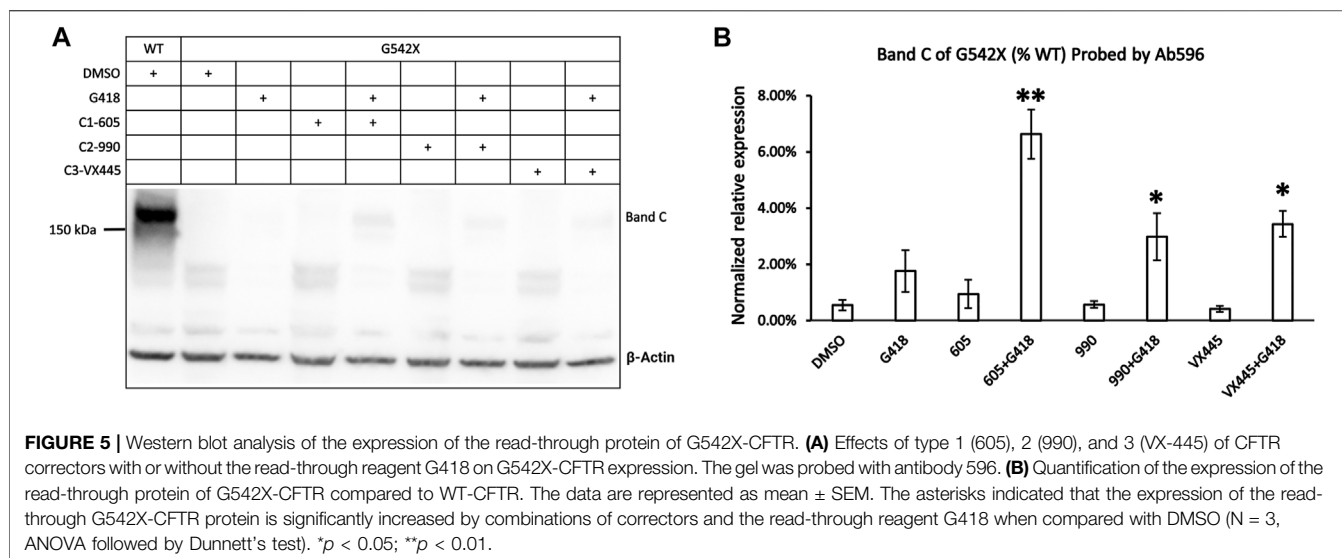 A
WT G542X
DMSO + +
G418 + + + +
C1-605 + +
C2-990 + +
C3-VX445 + +
150 kDa
Band C
β-Actin
B
Band C of G542X (% WT) Probed by Ab596
Normalized relative expression
8.00%
6.00%
4.00%
2.00%
0.00%
** * *
DMSO G418 605 605+G418 990 990+G418 VX445 VX445+G418
FIGURE 5 | Western blot analysis of the expression of the read-through protein of G542X-CFTR. (A) Effects of type 1 (605), 2 (990), and 3 (VX-445) of CFTR
correctors with or without the read-through reagent G418 on G542X-CFTR expression. The gel was probed with antibody 596. (B) Quantification of the expression of the
read-through protein of G542X-CFTR compared to WT-CFTR. The data are represented as mean ± SEM. The asterisks indicated that the expression of the read-
through G542X-CFTR protein is significantly increased by combinations of correctors and the read-through reagent G418 when compared with DMSO (N = 3,
ANOVA followed by Dunnett's test). *p < 0.05; **p < 0.01.